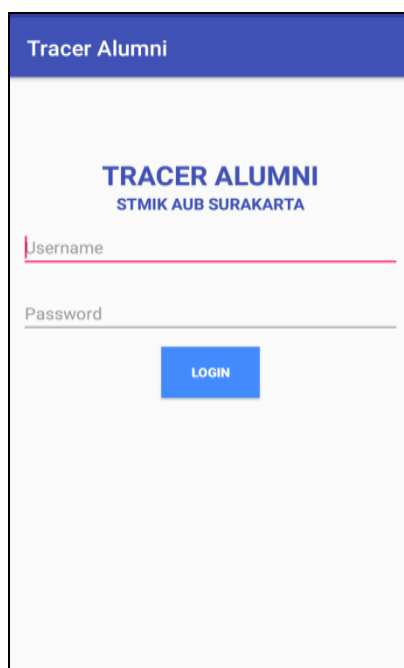 Tracer Alumni
TRACER ALUMNI
STMIK AUB SURAKARTA
Username
Password
LOGIN